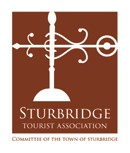 STURBRIDGE
TOURIST ASSOCIATION
COMMITTEE OF THE TOWN OF STURBRIDGE